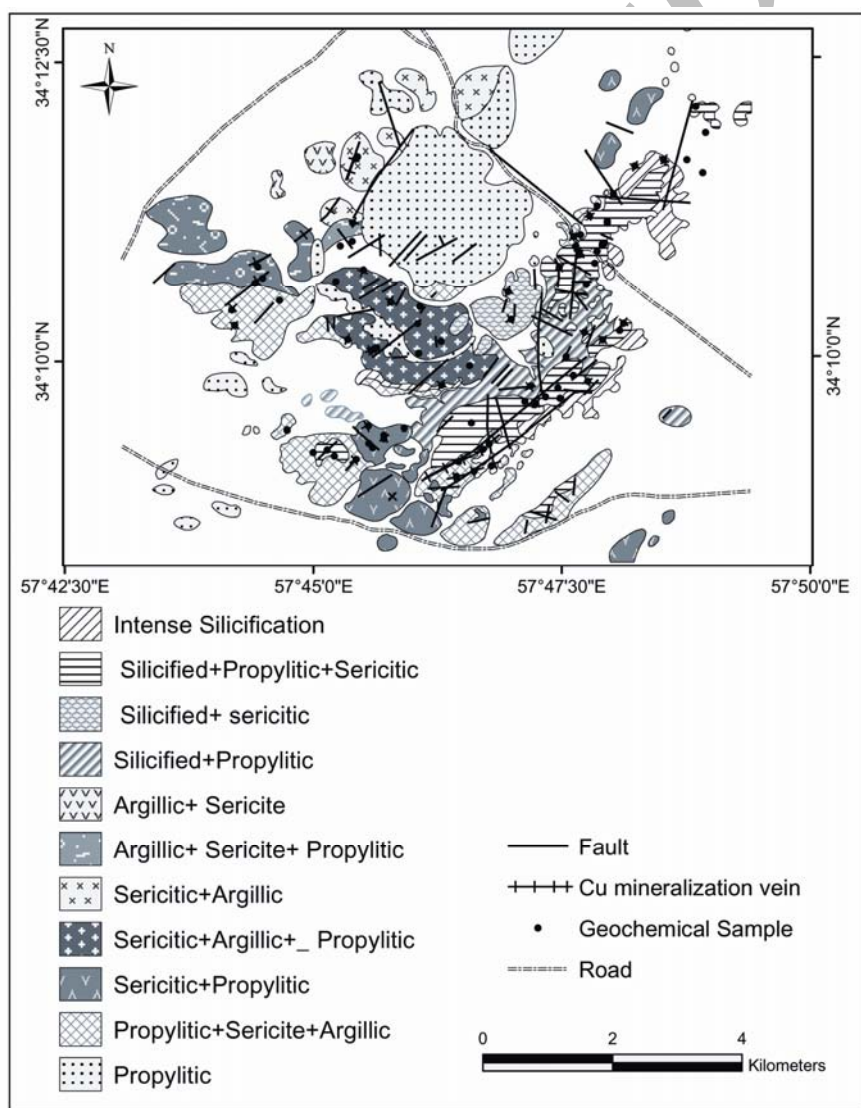 N
34°12'30"N
34°10'0"N
34°10'0"N
57°42'30"E
57°45'0"E
57°47'30"E
57°50'0"E
Intense Silicification
Silicified+Propylitic+Sericitic
Silicified+ sericitic
Silicified+Propylitic
Argillic+ Sericite
Argillic+ Sericite+ Propylitic
Sericitic+Argillic
Sericitic+Argillic+_ Propylitic
Sericitic+Propylitic
Propylitic+Sericite+Argillic
Propylitic
Fault
Cu mineralization vein
Geochemical Sample
Road
0 2 4
Kilometers